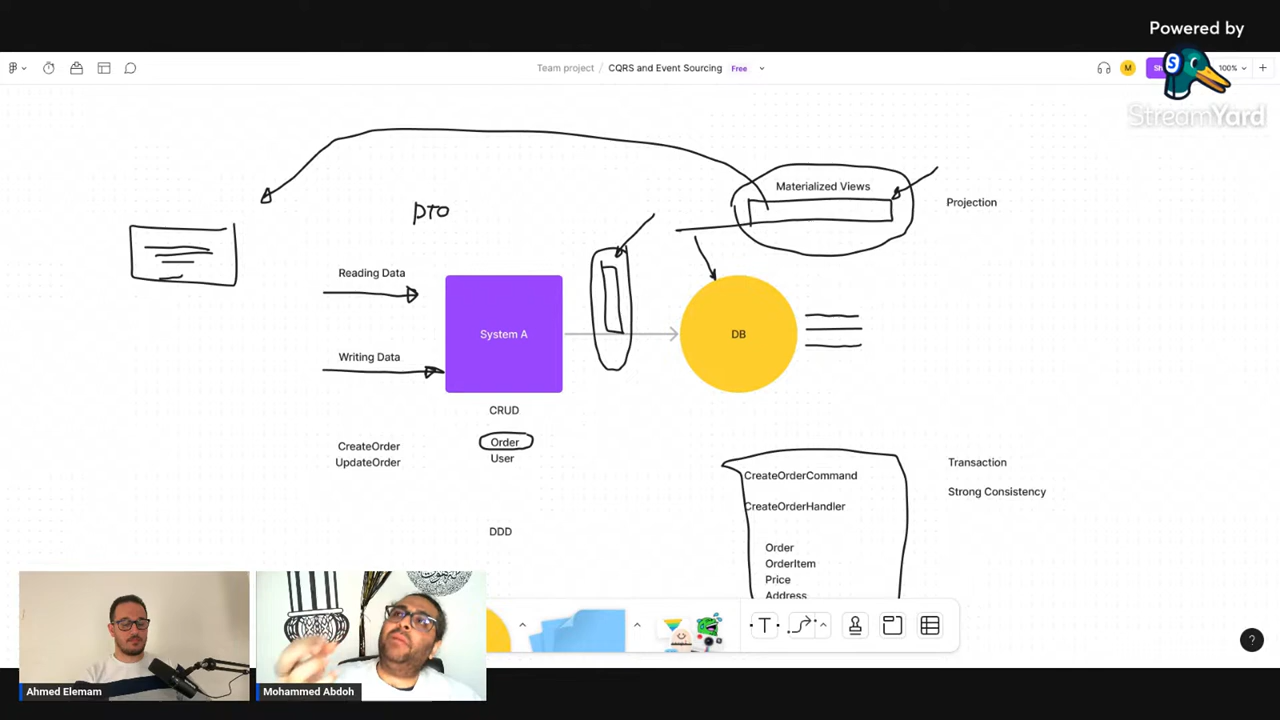 Powered by
StreamYard
Team project / CQRS and Event Sourcing Free
M
Sh
100%
Materialized Views
Projection
DTO
Reading Data
System A
DB
Writing Data
CRUD
Order
User
CreateOrder
UpdateOrder
Transaction
CreateOrderCommand
Strong Consistency
CreateOrderHandler
DDD
Order
OrderItem
Price
Address
T
?
Ahmed Elemam
Mohammed Abdoh